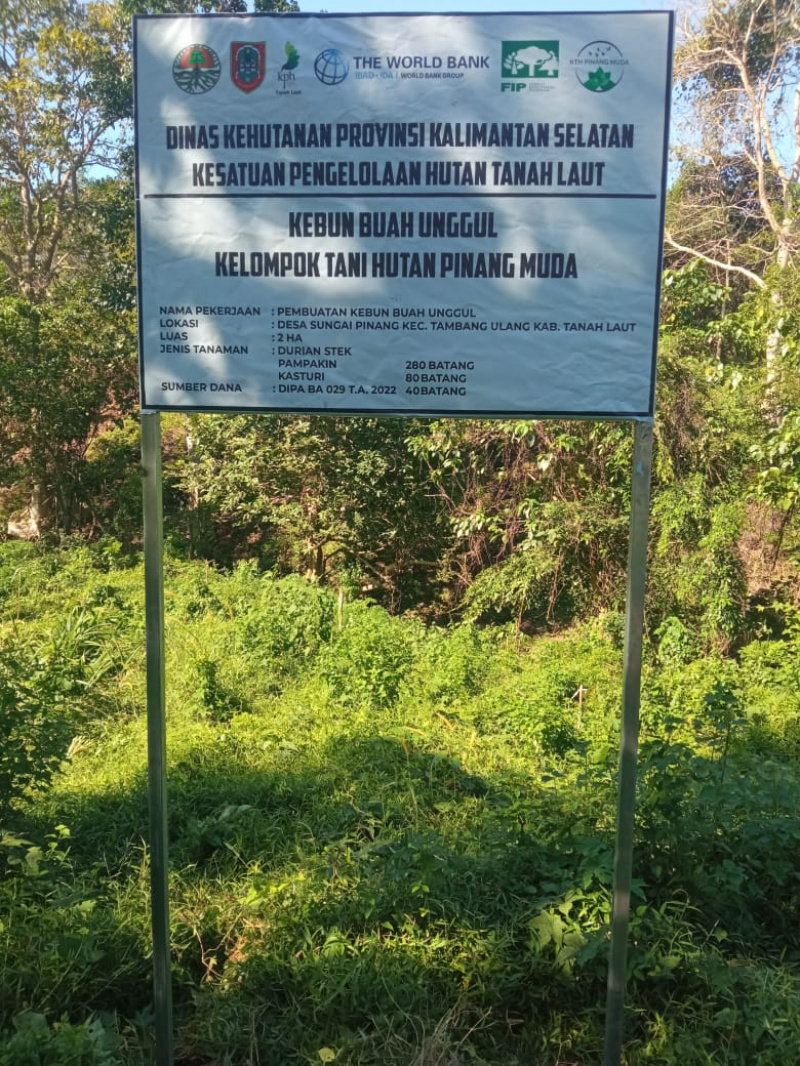 kph
Tanah Laut
THE WORLD BANK
IBRD • IDA | WORLD BANK GROUP
FIP
KTH PINANG MUDA
DINAS KEHUTANAN PROVINSI KALIMANTAN SELATAN
KESATUAN PENGELOLAAN HUTAN TANAH LAUT
KEBUN BUAH UNGGUL
KELOMPOK TANI HUTAN PINANG MUDA
NAMA PEKERJAAN : PEMBUATAN KEBUN BUAH UNGGUL
LOKASI : DESA SUNGAI PINANG KEC. TAMBANG ULANG KAB. TANAH LAUT
LUAS : 2 HA
JENIS TANAMAN : DURIAN STEK
PAMPAKIN 280 BATANG
KASTURI 80 BATANG
SUMBER DANA : DIPA BA 029 T.A. 2022 40 BATANG